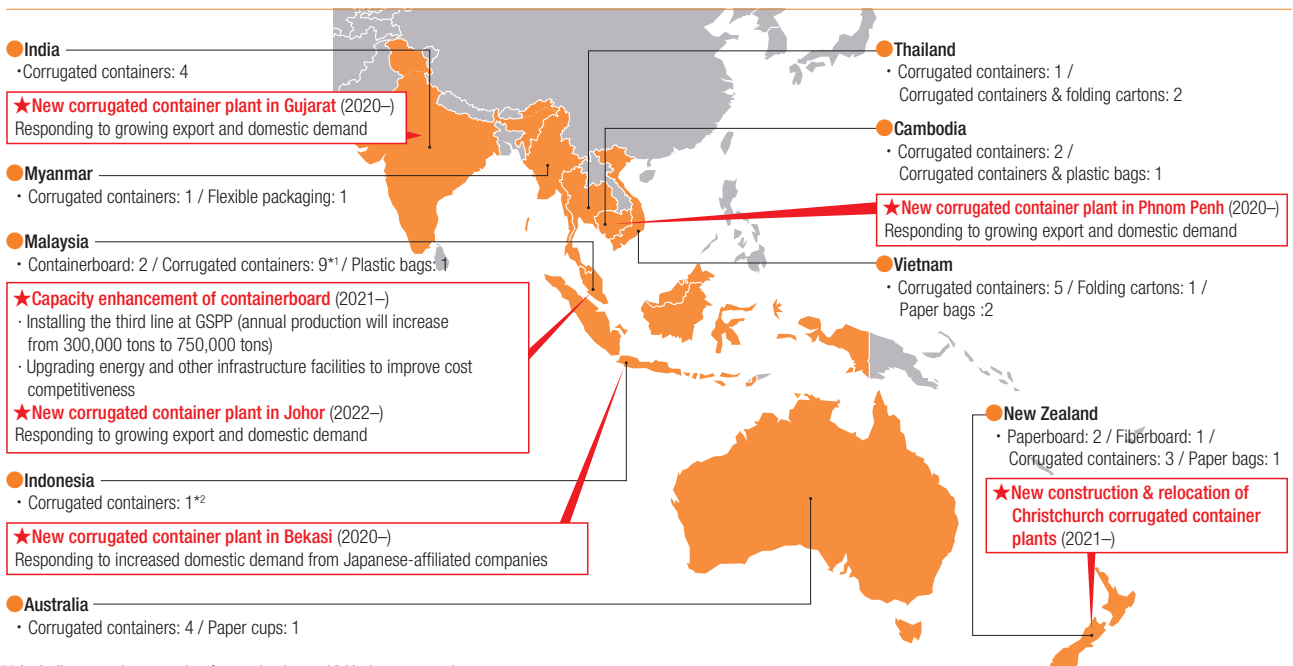 ●India
・Corrugated containers: 4
★New corrugated container plant in Gujarat (2020–)
Responding to growing export and domestic demand
●Myanmar
・Corrugated containers: 1 / Flexible packaging: 1
●Malaysia
・Containerboard: 2 / Corrugated containers: 9*1 / Plastic bags: 1
★Capacity enhancement of containerboard (2021–)
· Installing the third line at GSPP (annual production will increase
from 300,000 tons to 750,000 tons)
· Upgrading energy and other infrastructure facilities to improve cost
competitiveness
★New corrugated container plant in Johor (2022–)
Responding to growing export and domestic demand
●Indonesia
・Corrugated containers: 1*2
★New corrugated container plant in Bekasi (2020–)
Responding to increased domestic demand from Japanese-affiliated companies
●Australia
・Corrugated containers: 4 / Paper cups: 1
●Thailand
・Corrugated containers: 1 /
Corrugated containers & folding cartons: 2
●Cambodia
・Corrugated containers: 2 /
Corrugated containers & plastic bags: 1
★New corrugated container plant in Phnom Penh (2020–)
Responding to growing export and domestic demand
●Vietnam
・Corrugated containers: 5 / Folding cartons: 1 /
Paper bags :2
●New Zealand
・Paperboard: 2 / Fiberboard: 1 /
Corrugated containers: 3 / Paper bags: 1
★New construction & relocation of
Christchurch corrugated container
plants (2021–)